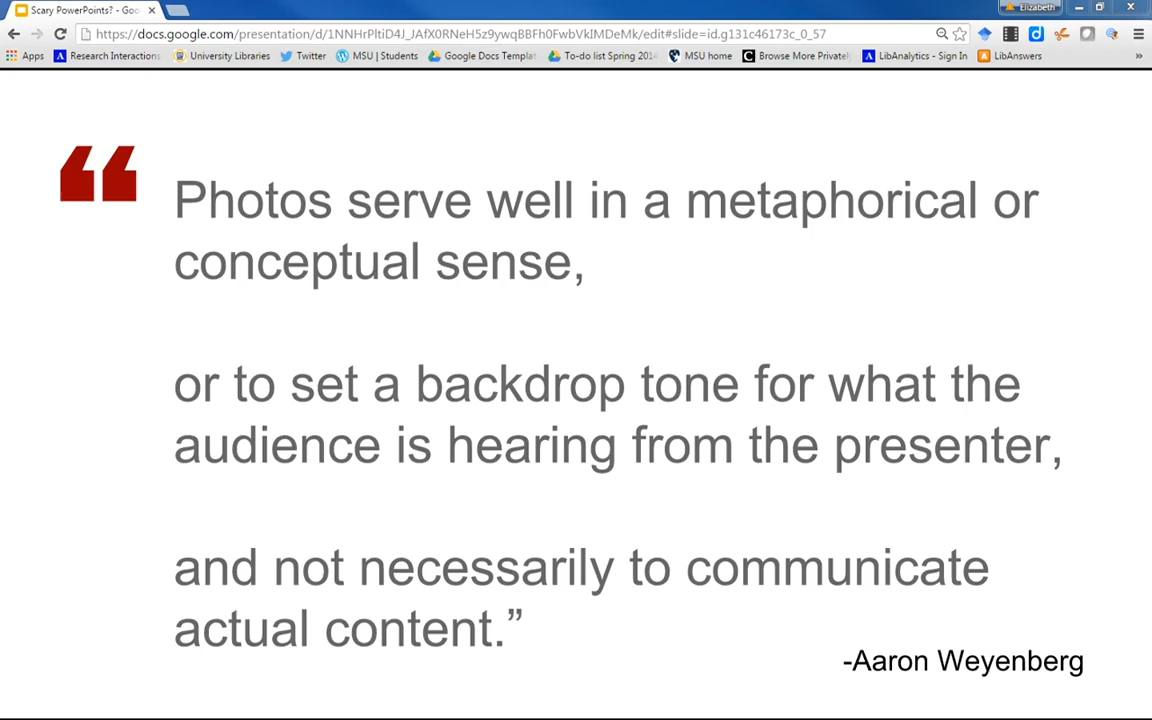 Scary PowerPoints? - Goo
Elizabeth
https://docs.google.com/presentation/d/1NNHrPltiD4J_JAfX0RNeH5z9ywqBBFh0FwbVkIMDeMk/edit#slide=id.g131c46173c_0_57
Apps Research Interactions University Libraries Twitter MSU | Students Google Docs Templat To-do list Spring 201 MSU home Browse More Privatel LibAnalytics - Sign In LibAnswers »
“
Photos serve well in a metaphorical or
conceptual sense,
or to set a backdrop tone for what the
audience is hearing from the presenter,
and not necessarily to communicate
actual content.”
-Aaron Weyenberg